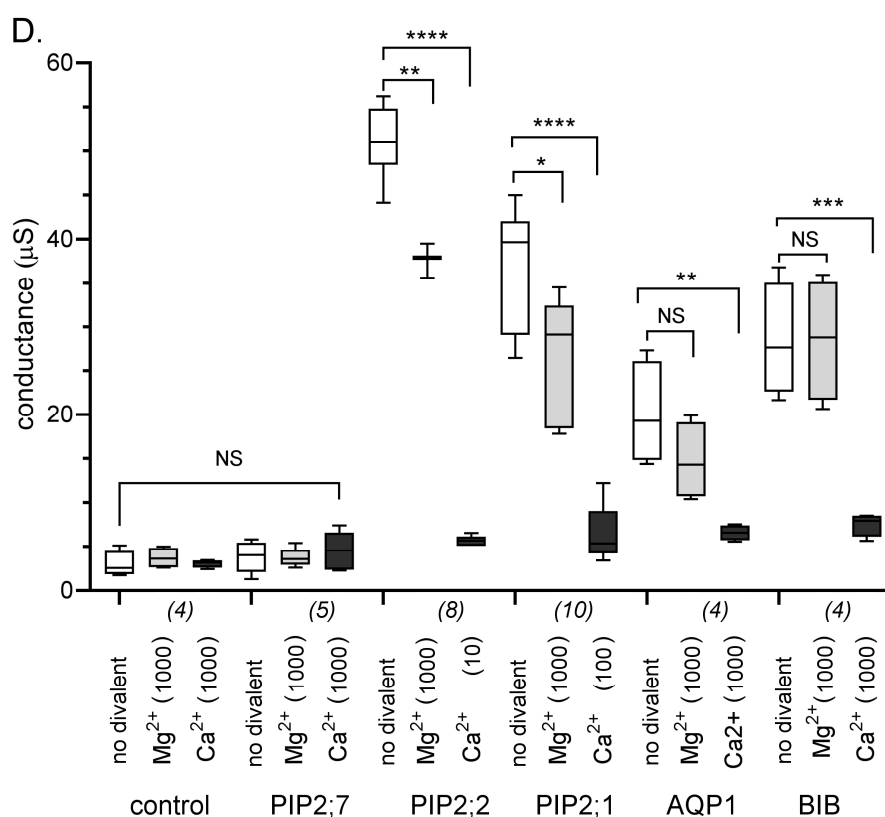 D.
60
40
20
0
conductance (µS)
NS
****
**
****
*
**
NS
***
NS
(4)
(5)
(8)
(10)
(4)
(4)
no divalent
Mg²⁺ (1000)
Ca²⁺ (1000)
no divalent
Mg²⁺ (1000)
Ca²⁺ (1000)
no divalent
Mg²⁺ (1000)
Ca²⁺ (10)
no divalent
Mg²⁺ (1000)
Ca²⁺ (100)
no divalent
Mg²⁺ (1000)
Ca2+ (1000)
no divalent
Mg²⁺ (1000)
Ca²⁺ (1000)
control
PIP2;7
PIP2;2
PIP2;1
AQP1
BIB